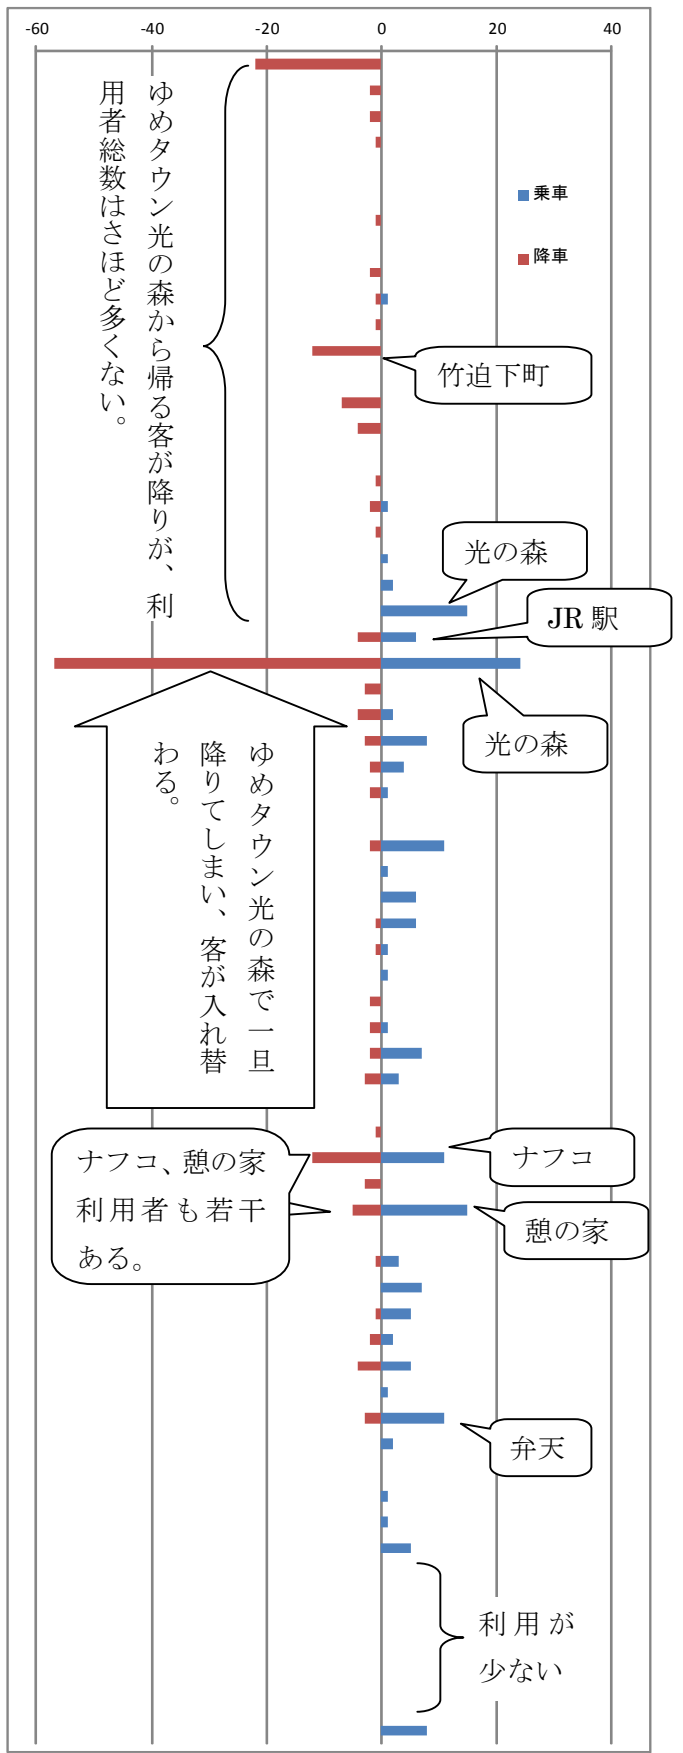 -60 -40 -20 0 20 40
ゆめタウン光の森から帰る客が降りが、利
用者総数はさほど多くない。
乗車
降車
竹迫下町
光の森
JR 駅
光の森
ゆめタウン光の森で一旦
降りてしまい、客が入れ替
わる。
ナフコ
ナフコ、憩の家
利用者も若干
ある。
憩の家
弁天
利用が
少ない